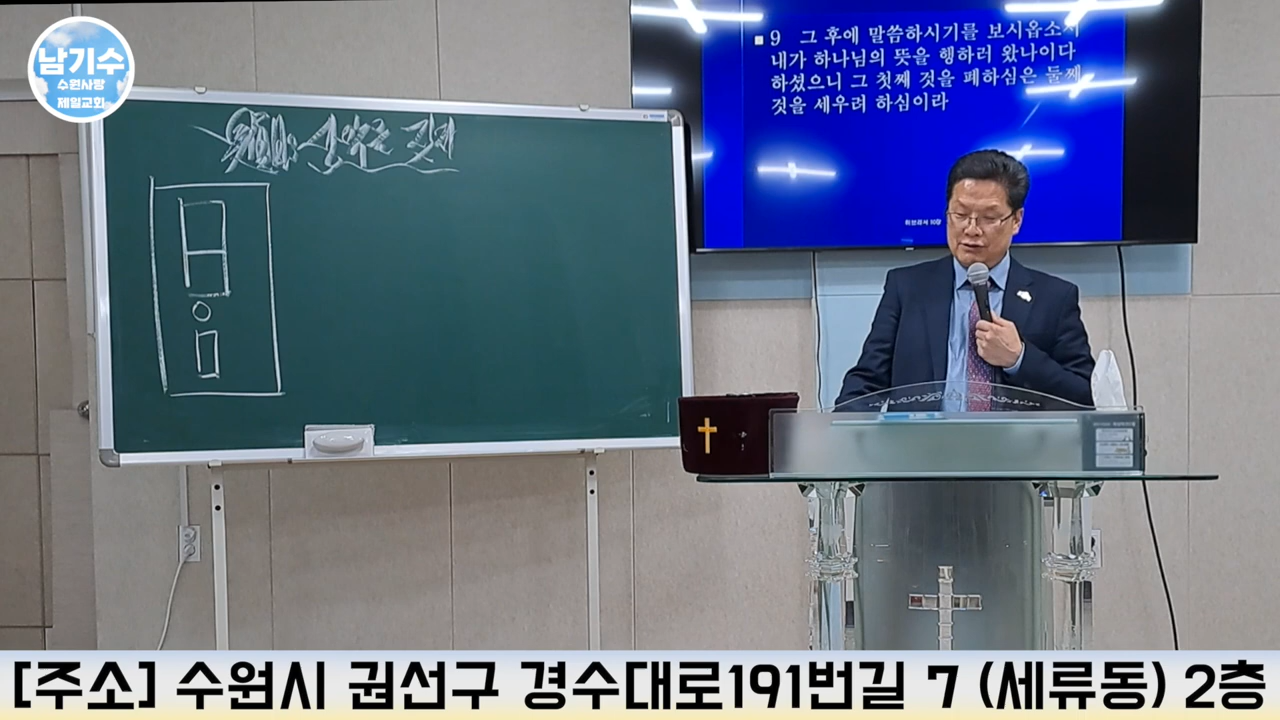 남기수
수원사랑
제일교회
■ 9 그 후에 말씀하시기를 보시옵소서
내가 하나님의 뜻을 행하러 왔나이다
하셨으니 그 첫째 것을 폐하심은 둘째
것을 세우려 하심이라
히브리서 10장
[주소] 수원시 권선구 경수대로191번길 7 (세류동) 2층